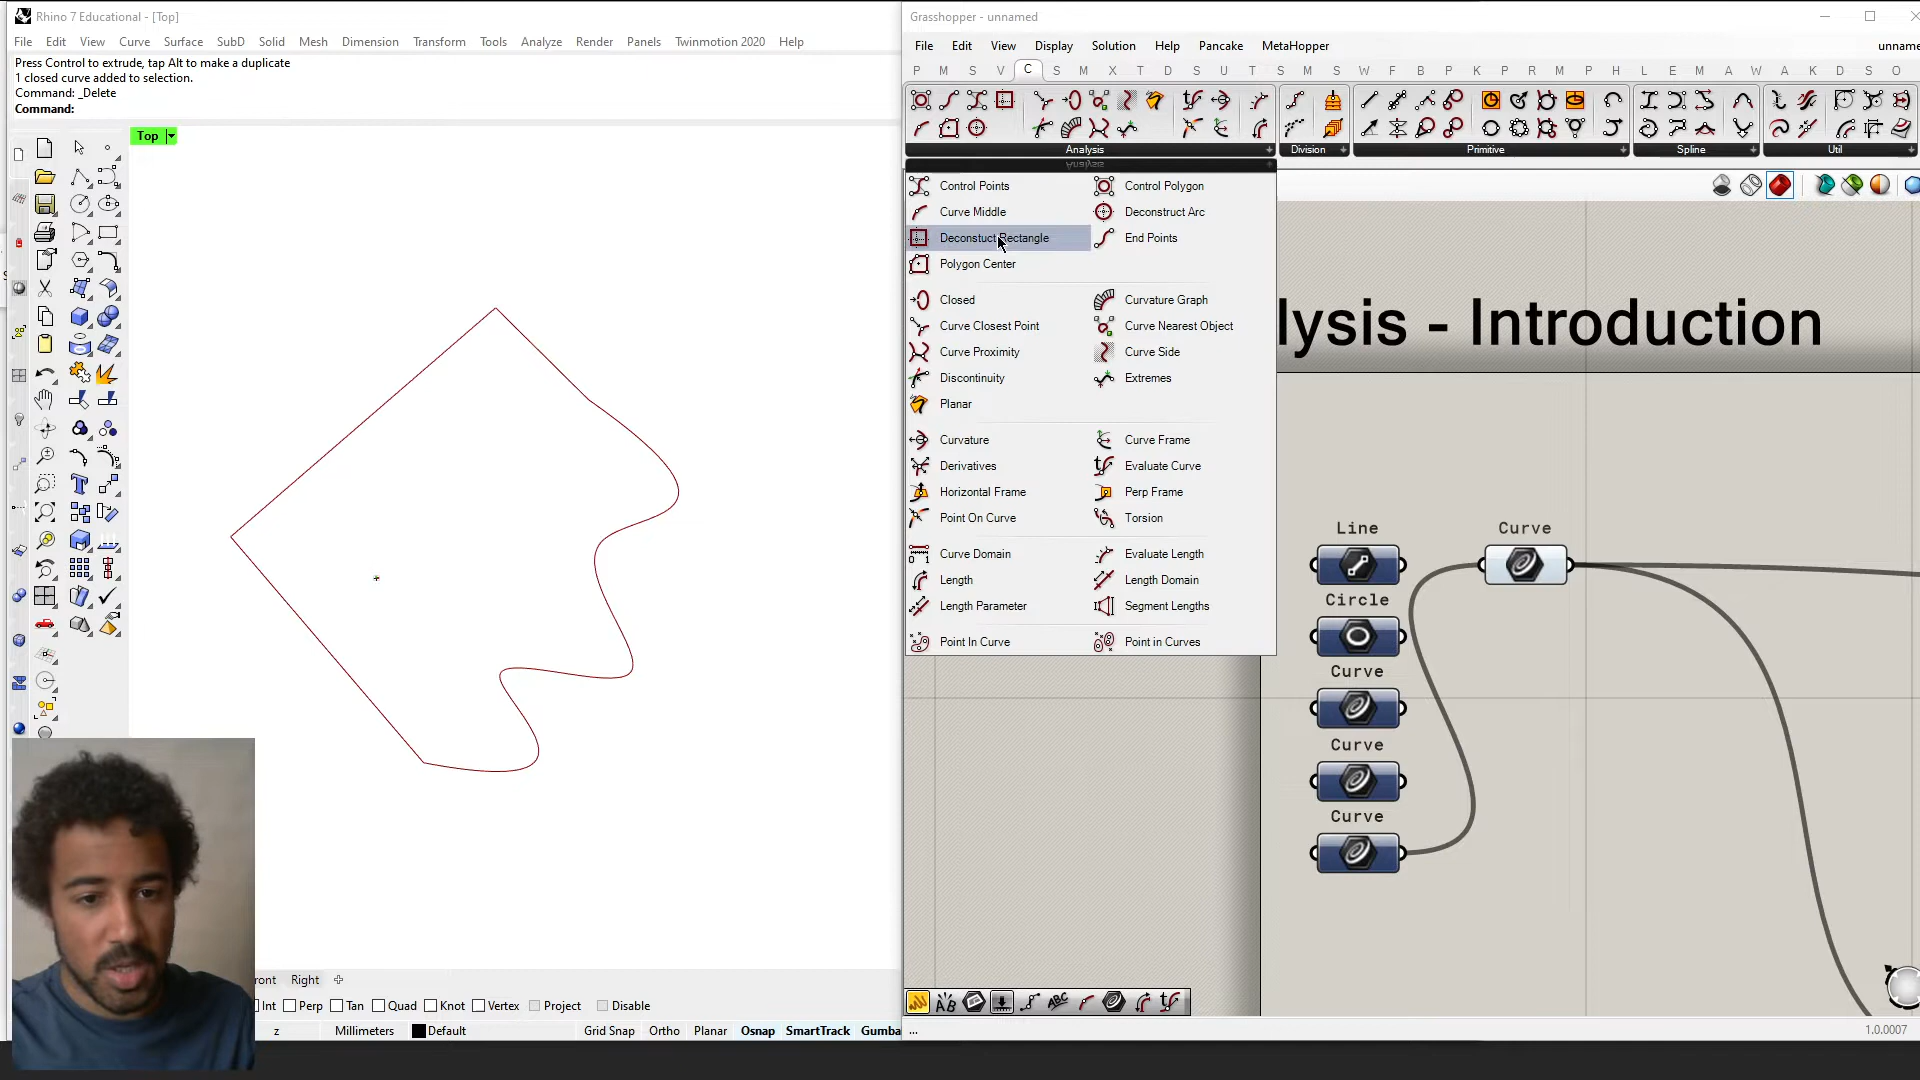 Rhino 7 Educational - [Top]
File Edit View Curve Surface SubD Solid Mesh Dimension Transform Tools Analyze Render Panels Twinmotion 2020 Help
Press Control to extrude, tap Alt to make a duplicate
1 closed curve added to selection.
Command: _Delete
Command:
Top
ront Right
Int Perp Tan Quad Knot Vertex Project Disable
z Millimeters Default Grid Snap Ortho Planar Osnap SmartTrack Gumba
Grasshopper - unnamed
File Edit View Display Solution Help Pancake MetaHopper unname
P M S V C S M X T D S U T S M S W F B P K P R M P H L E M A W A K D S O
Analysis Division Primitive Spline Util
Analysis
Control Points Control Polygon
Curve Middle Deconstruct Arc
Deconstuct Rectangle End Points
Polygon Center
Closed Curvature Graph
Curve Closest Point Curve Nearest Object
Curve Proximity Curve Side
Discontinuity Extremes
Planar
Curvature Curve Frame
Derivatives Evaluate Curve
Horizontal Frame Perp Frame
Point On Curve Torsion
Curve Domain Evaluate Length
Length Length Domain
Length Parameter Segment Lengths
Point In Curve Point in Curves
lysis - Introduction
Line Curve
Circle
Curve
Curve
Curve
...
1.0.0007